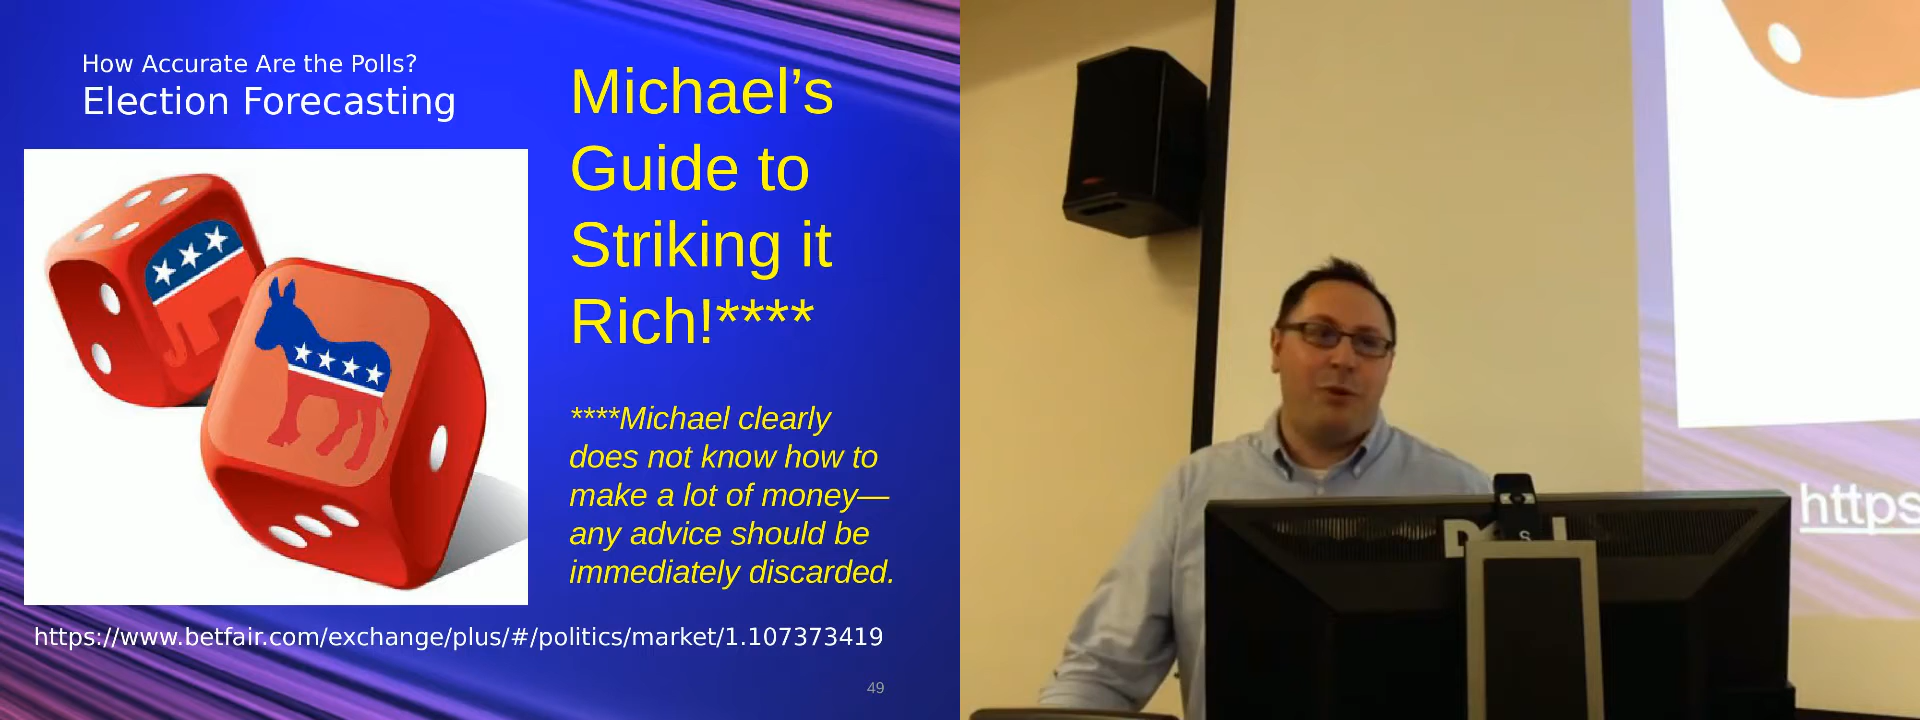 How Accurate Are the Polls?
Election Forecasting
Michael’s
Guide to
Striking it
Rich!****
****Michael clearly
does not know how to
make a lot of money—
any advice should be
immediately discarded.
https://www.betfair.com/exchange/plus/#/politics/market/1.107373419
49
https
S